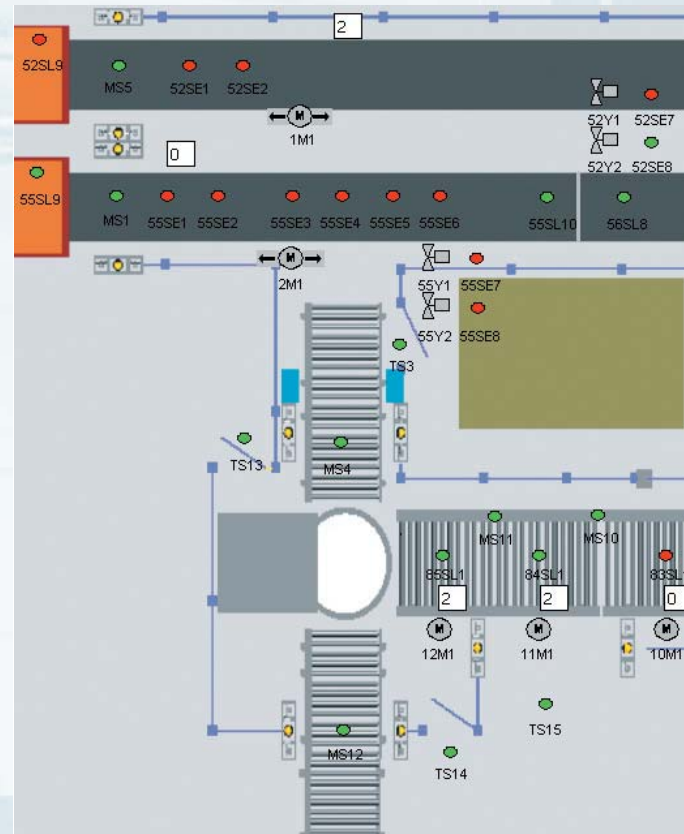 2
52SL9
MS5
52SE1
52SE2
M
1M1
52Y1
52SE7
52Y2
52SE8
0
55SL9
MS1
55SE1
55SE2
55SE3
55SE4
55SE5
55SE6
55SL10
56SL8
M
2M1
55Y1
55SE7
55Y2
55SE8
TS3
TS13
MS4
MS11
MS10
85SL1
84SL1
83SL1
2
2
0
M
M
M
12M1
11M1
10M1
TS15
MS12
TS14